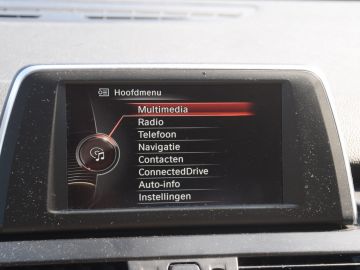 Hoofdmenu
Multimedia
Radio
Telefoon
Navigatie
Contacten
ConnectedDrive
Auto-info
Instellingen